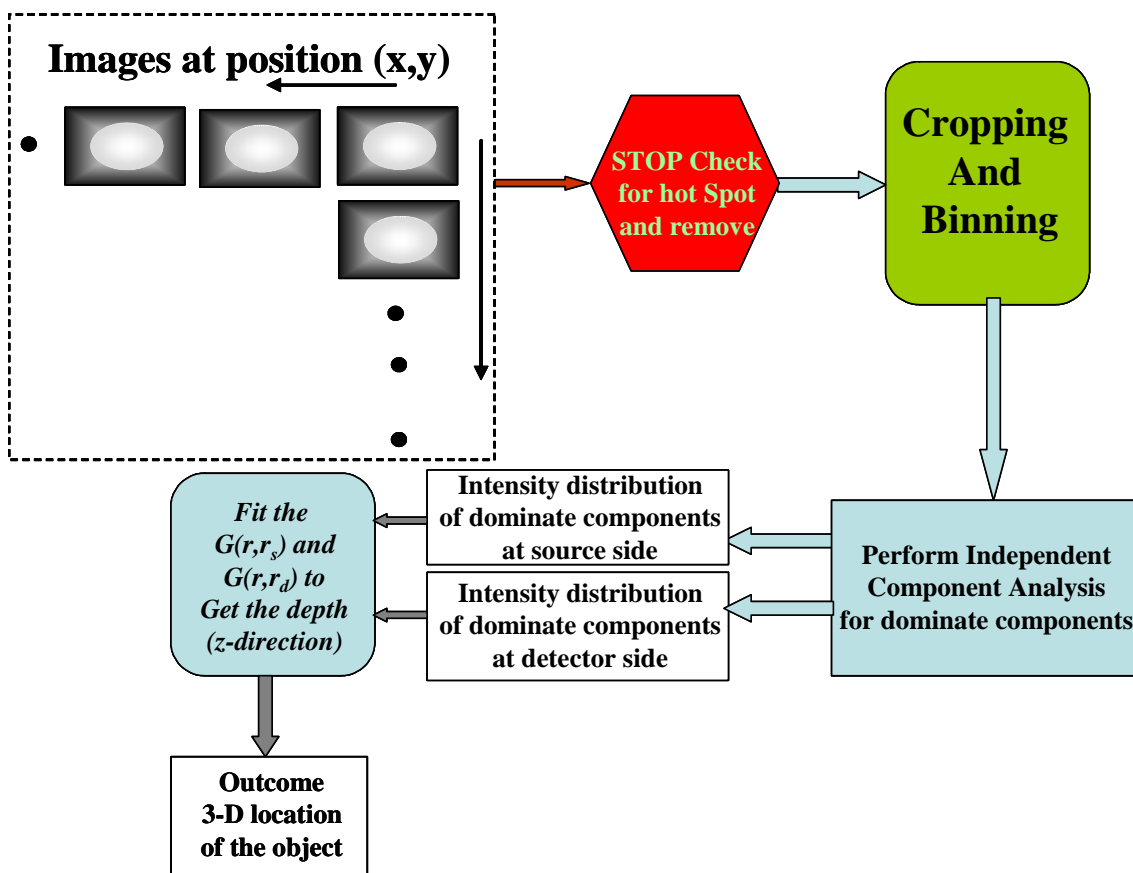 Images at position (x,y)
STOP Check
for hot Spot
and remove
Cropping
And
Binning
Perform Independent
Component Analysis
for dominate components
Intensity distribution
of dominate components
at source side
Intensity distribution
of dominate components
at detector side
Fit the
G(r,rs) and
G(r,rd) to
Get the depth
(z-direction)
Outcome
3-D location
of the object